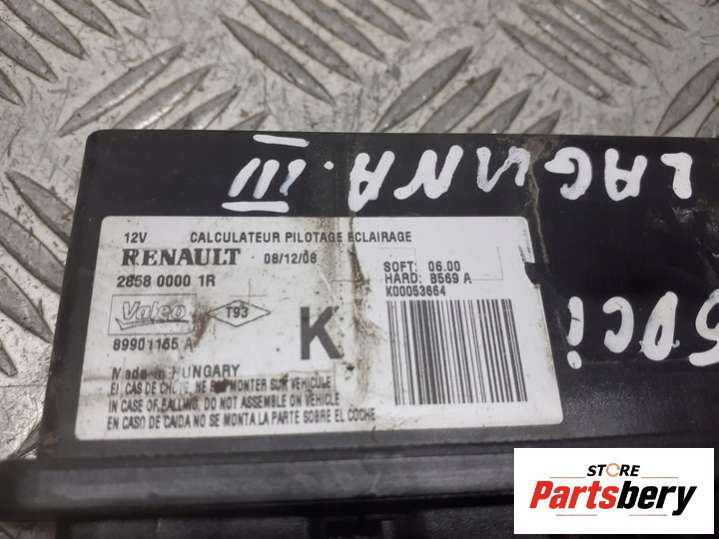 LAGUNA. III
50CI
12V CALCULATEUR PILOTAGE ECLAIRAGE
RENAULT 08/12/08
2858 0000 1R
SOFT: 06.00
HARD: B569 A
K00053664
Valeo T93
89901165 A
K
Made in HUNGARY
EN CAS DE CHUTE, NE PAS MONTER SUR VEHICULE
IN CASE OF FALLING, DO NOT ASSEMBLE ON VEHICLE
EN CASO DE CAIDA NO SE MONTA LA PARTE SOBRE EL COCHE
STORE
Partsbery